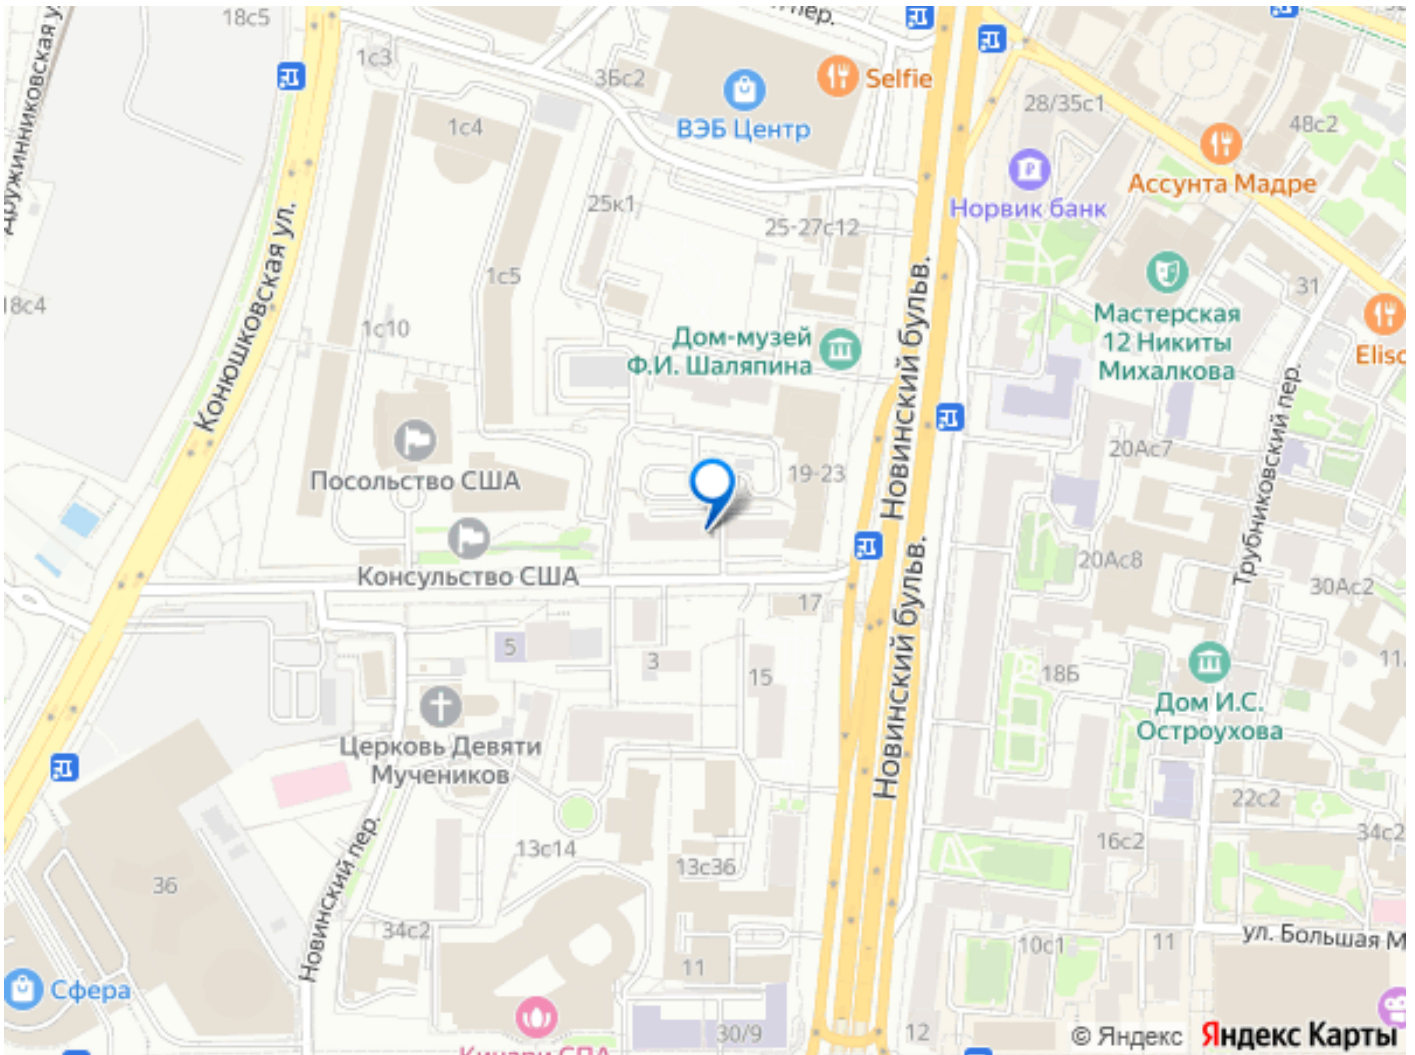 18с5
пер.
1с3
3Бс2
Selfie
ВЭБ Центр
1с4
28/35с1
48с2
Ассунта Мадре
Норвик банк
Дружинниковская у
Конюшковская ул.
25к1
25-27с12
1с5
18с4
1с10
Новинский бульв.
31
Мастерская
12 Никиты
Михалкова
Дом-музей
Ф.И. Шаляпина
Трубниковский пер.
Посольство США
19-23
20Ас7
Консульство США
Новинский бульв.
20Ас8
30Ас2
17
5
3
15
18Б
Дом И.С.
Остроухова
Церковь Девяти
Мучеников
22с2
16с2
34с2
13с14
13с36
36
Новинский пер.
34с2
10с1
11
ул. Большая М
Сфера
11
30/9
12
© Яндекс
Яндекс Карты